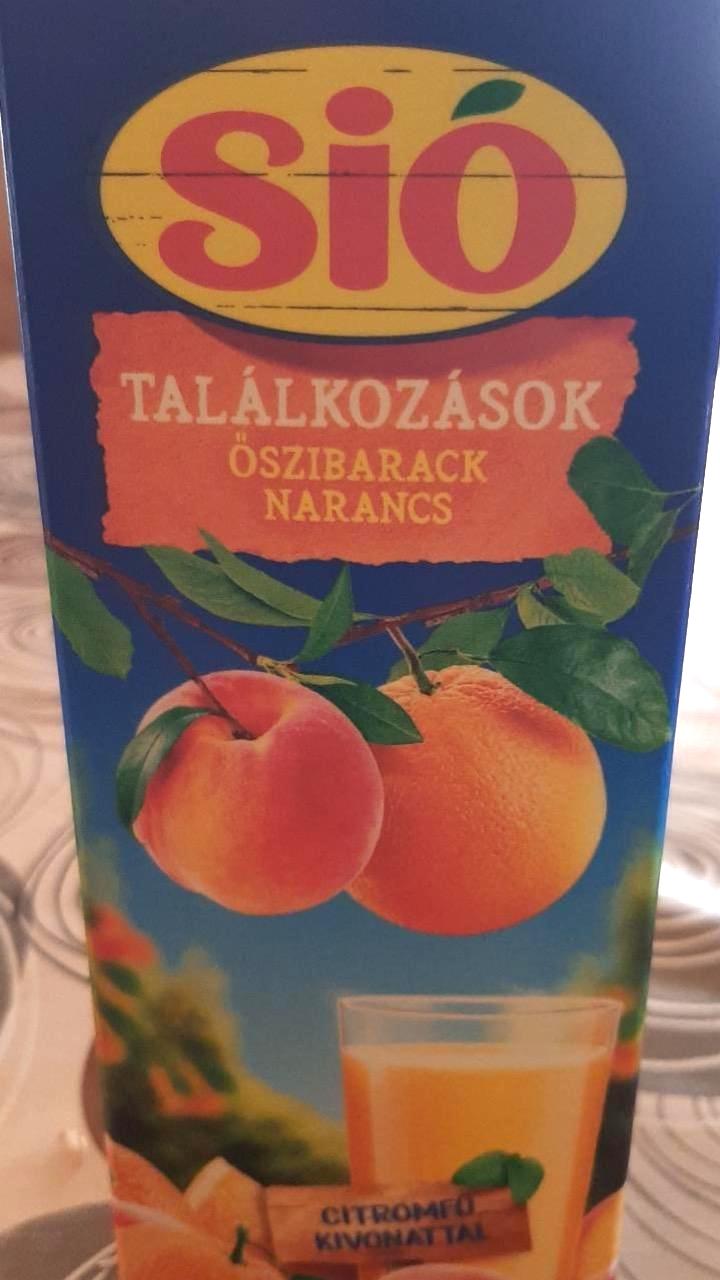 Sió
TALÁLKOZÁSOK
ŐSZIBARACK
NARANCS
CITROMFŰ
KIVONATTAL